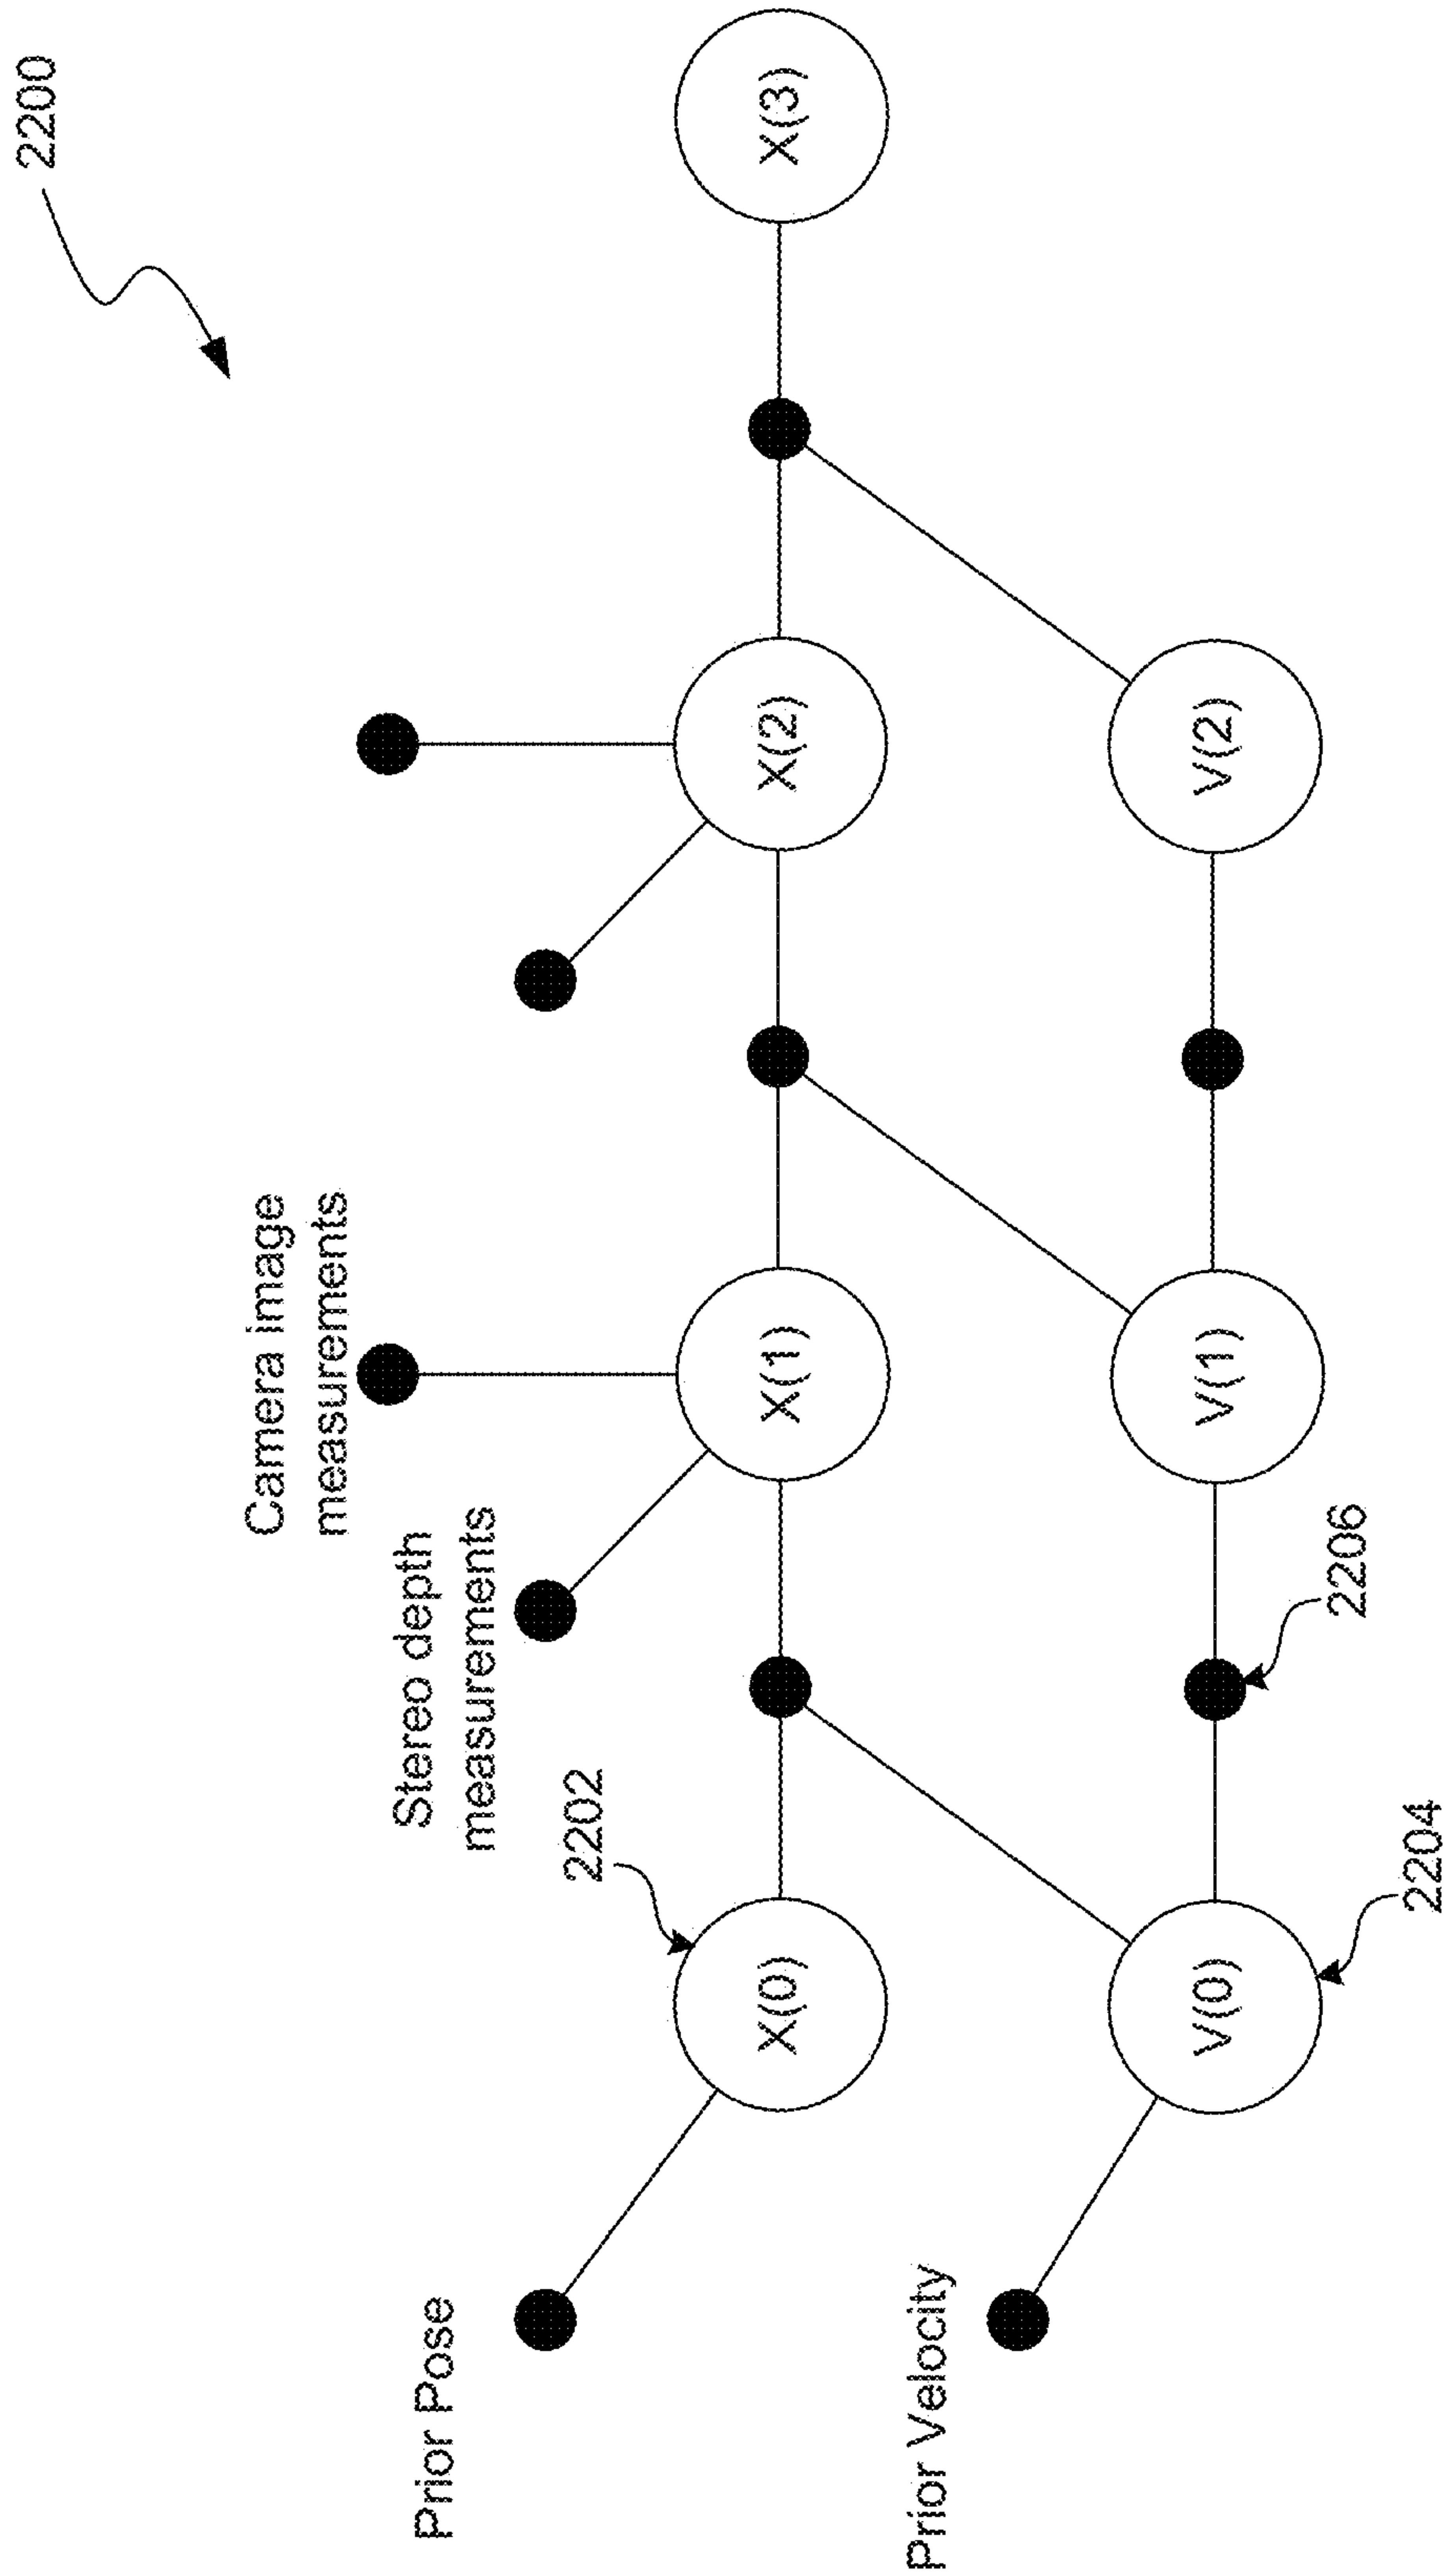 2200
Camera image
measurements
Stereo depth
measurements
Prior Pose
2202
X(0)
X(1)
X(2)
X(3)
Prior Velocity
V(0)
V(1)
V(2)
2204
2206